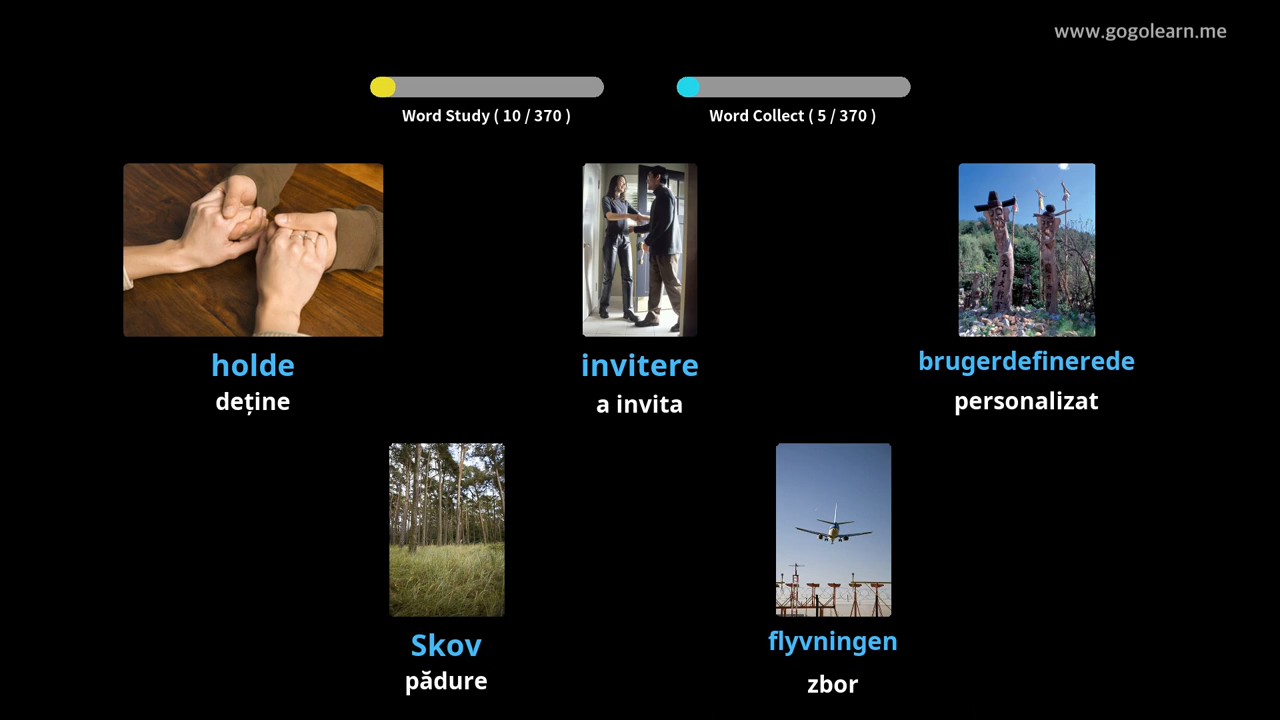 www.gogolearn.me
Word Study ( 10 / 370 )
Word Collect ( 5 / 370 )
holde
deține
invitere
a invita
brugerdefinerede
personalizat
Skov
pădure
flyvningen
zbor